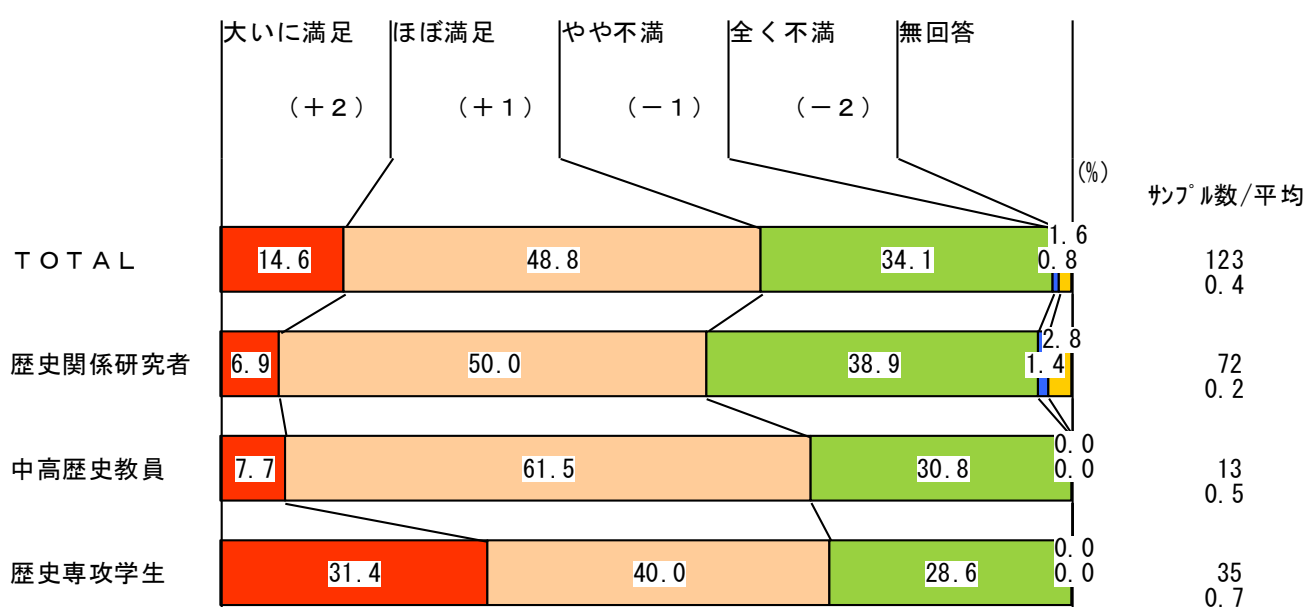 大いに満足 ほぼ満足 やや不満 全く不満 無回答
（＋２） （＋１） （－１） （－２）
(%)
ｻﾝﾌﾟﾙ数/平均
ＴＯＴＡＬ 14.6 48.8 34.1 0.8 1.6 123
0.4
歴史関係研究者 6.9 50.0 38.9 1.4 2.8 72
0.2
中高歴史教員 7.7 61.5 30.8 0.0 0.0 13
0.5
歴史専攻学生 31.4 40.0 28.6 0.0 0.0 35
0.7